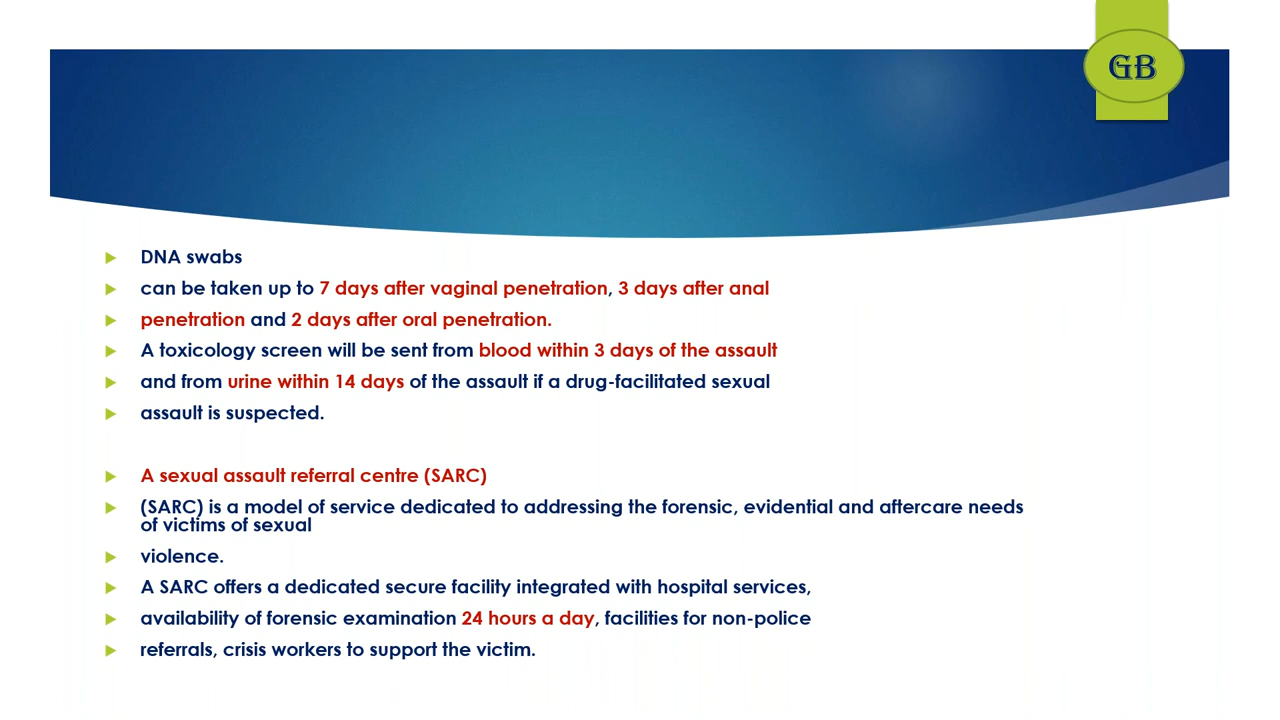 GB
DNA swabs
can be taken up to 7 days after vaginal penetration, 3 days after anal
penetration and 2 days after oral penetration.
A toxicology screen will be sent from blood within 3 days of the assault
and from urine within 14 days of the assault if a drug-facilitated sexual
assault is suspected.
A sexual assault referral centre (SARC)
(SARC) is a model of service dedicated to addressing the forensic, evidential and aftercare needs
of victims of sexual
violence.
A SARC offers a dedicated secure facility integrated with hospital services,
availability of forensic examination 24 hours a day, facilities for non-police
referrals, crisis workers to support the victim.